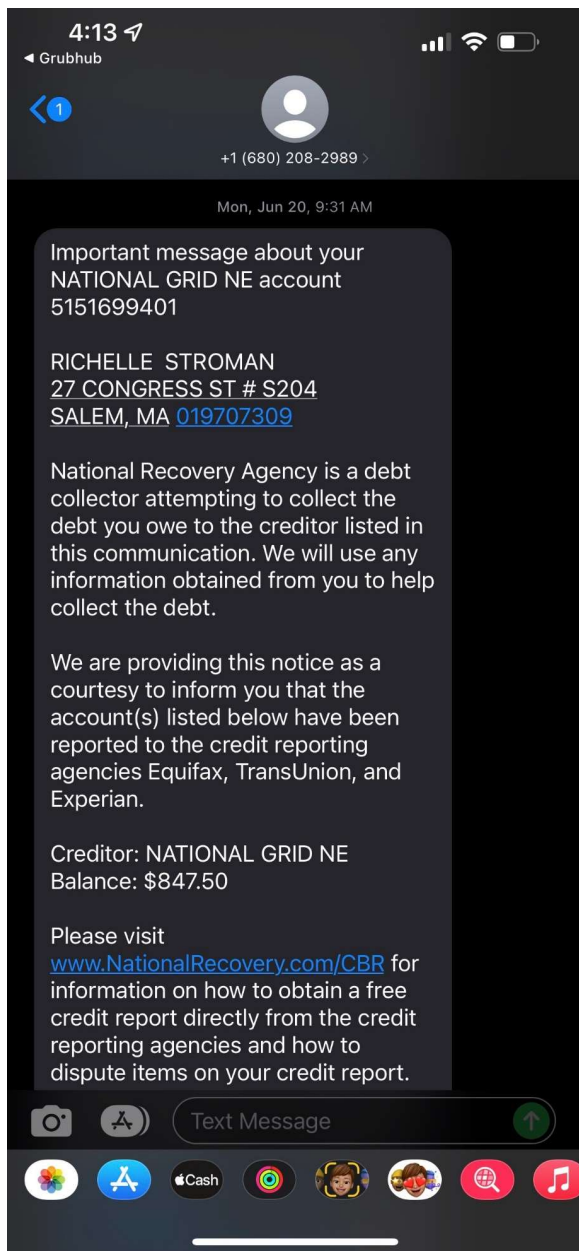 4:13
◀ Grubhub
1
+1 (680) 208-2989 >
Mon, Jun 20, 9:31 AM
Important message about your
NATIONAL GRID NE account
5151699401
RICHELLE STROMAN
27 CONGRESS ST # S204
SALEM, MA 019707309
National Recovery Agency is a debt
collector attempting to collect the
debt you owe to the creditor listed in
this communication. We will use any
information obtained from you to help
collect the debt.
We are providing this notice as a
courtesy to inform you that the
account(s) listed below have been
reported to the credit reporting
agencies Equifax, TransUnion, and
Experian.
Creditor: NATIONAL GRID NE
Balance: $847.50
Please visit
www.NationalRecovery.com/CBR for
information on how to obtain a free
credit report directly from the credit
reporting agencies and how to
dispute items on your credit report.
Text Message
Cash